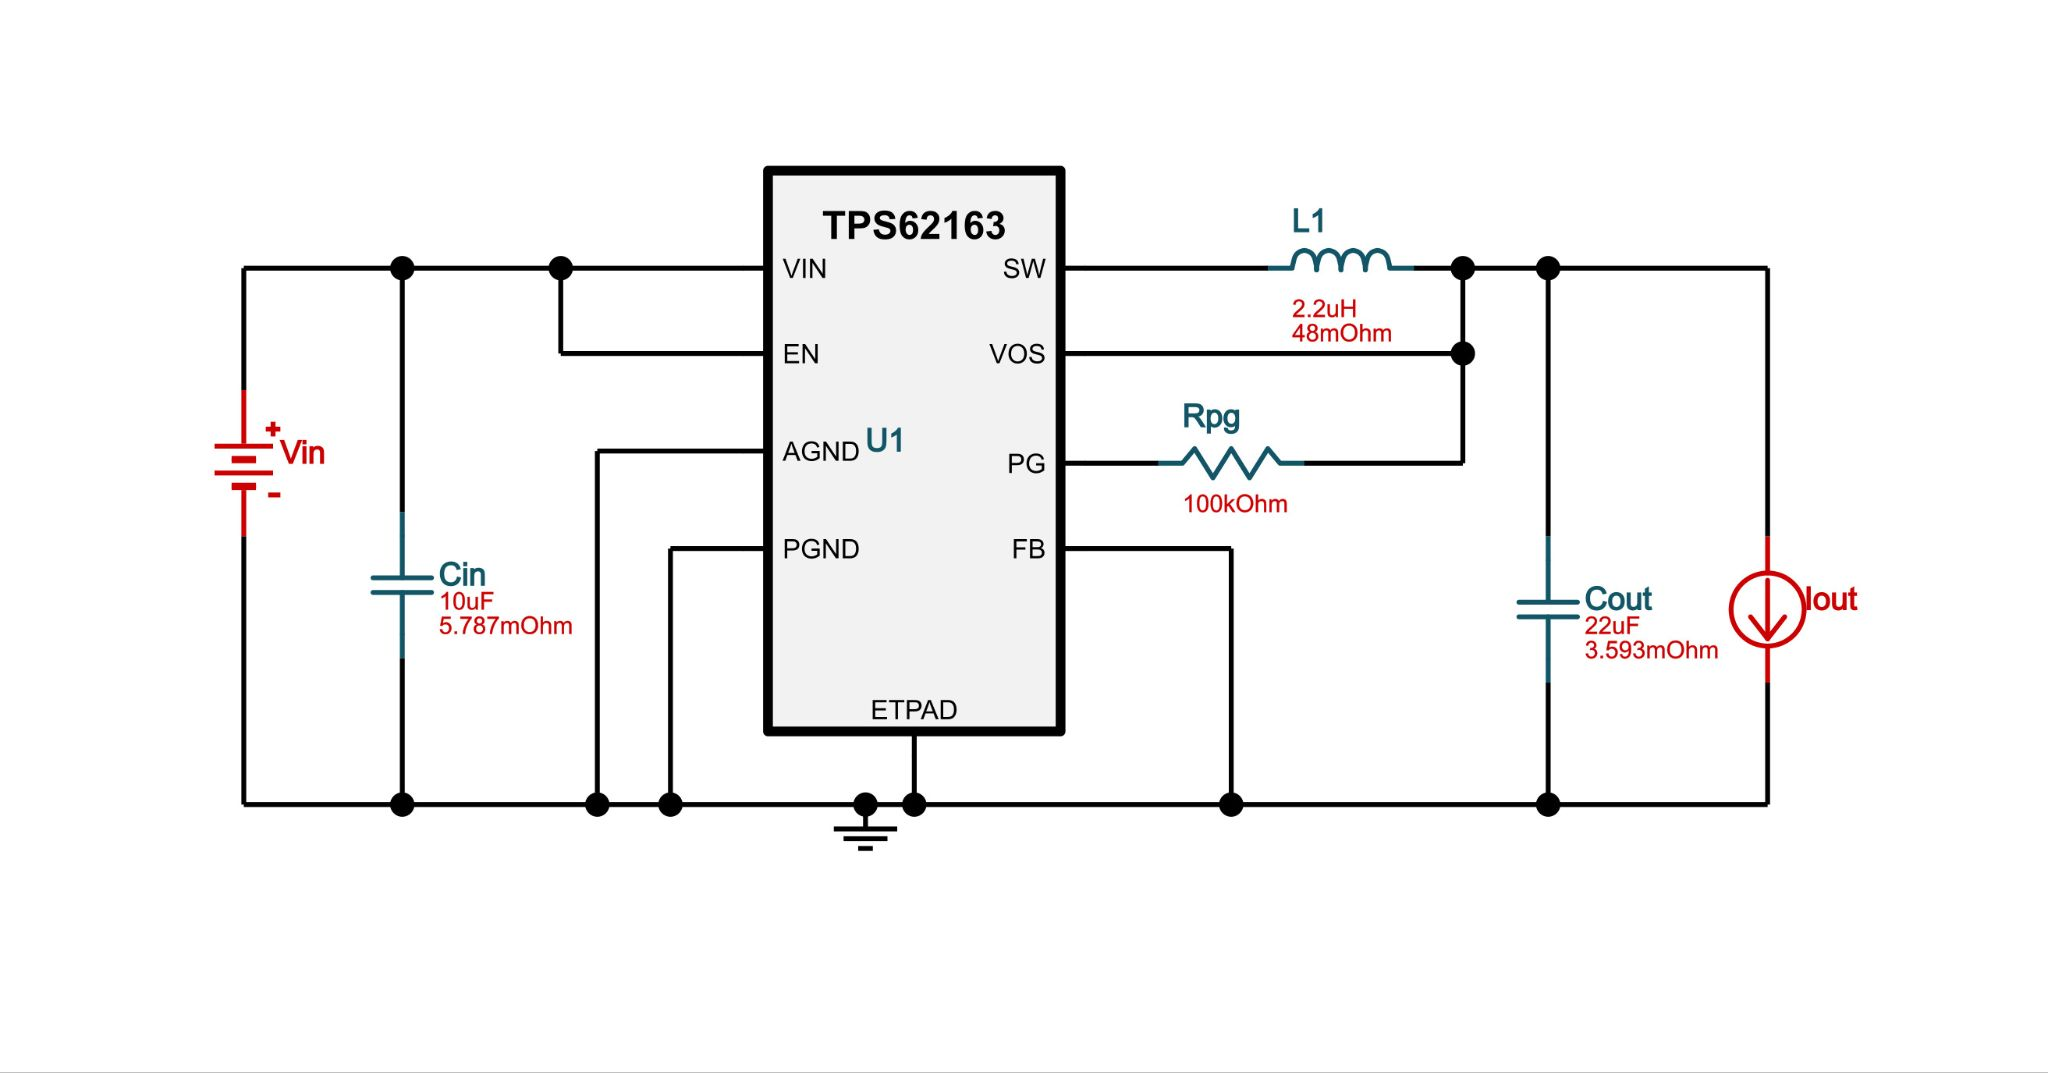 TPS62163
VIN
SW
EN
VOS
AGND
U1
PG
PGND
FB
ETPAD
L1
2.2uH
48mOhm
Rpg
100kOhm
+
Vin
-
Cin
10uF
5.787mOhm
Cout
22uF
3.593mOhm
Iout